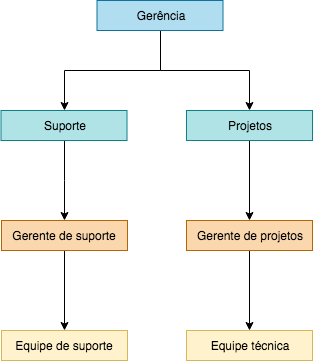 Gerência
Suporte
Projetos
Gerente de suporte
Gerente de projetos
Equipe de suporte
Equipe técnica